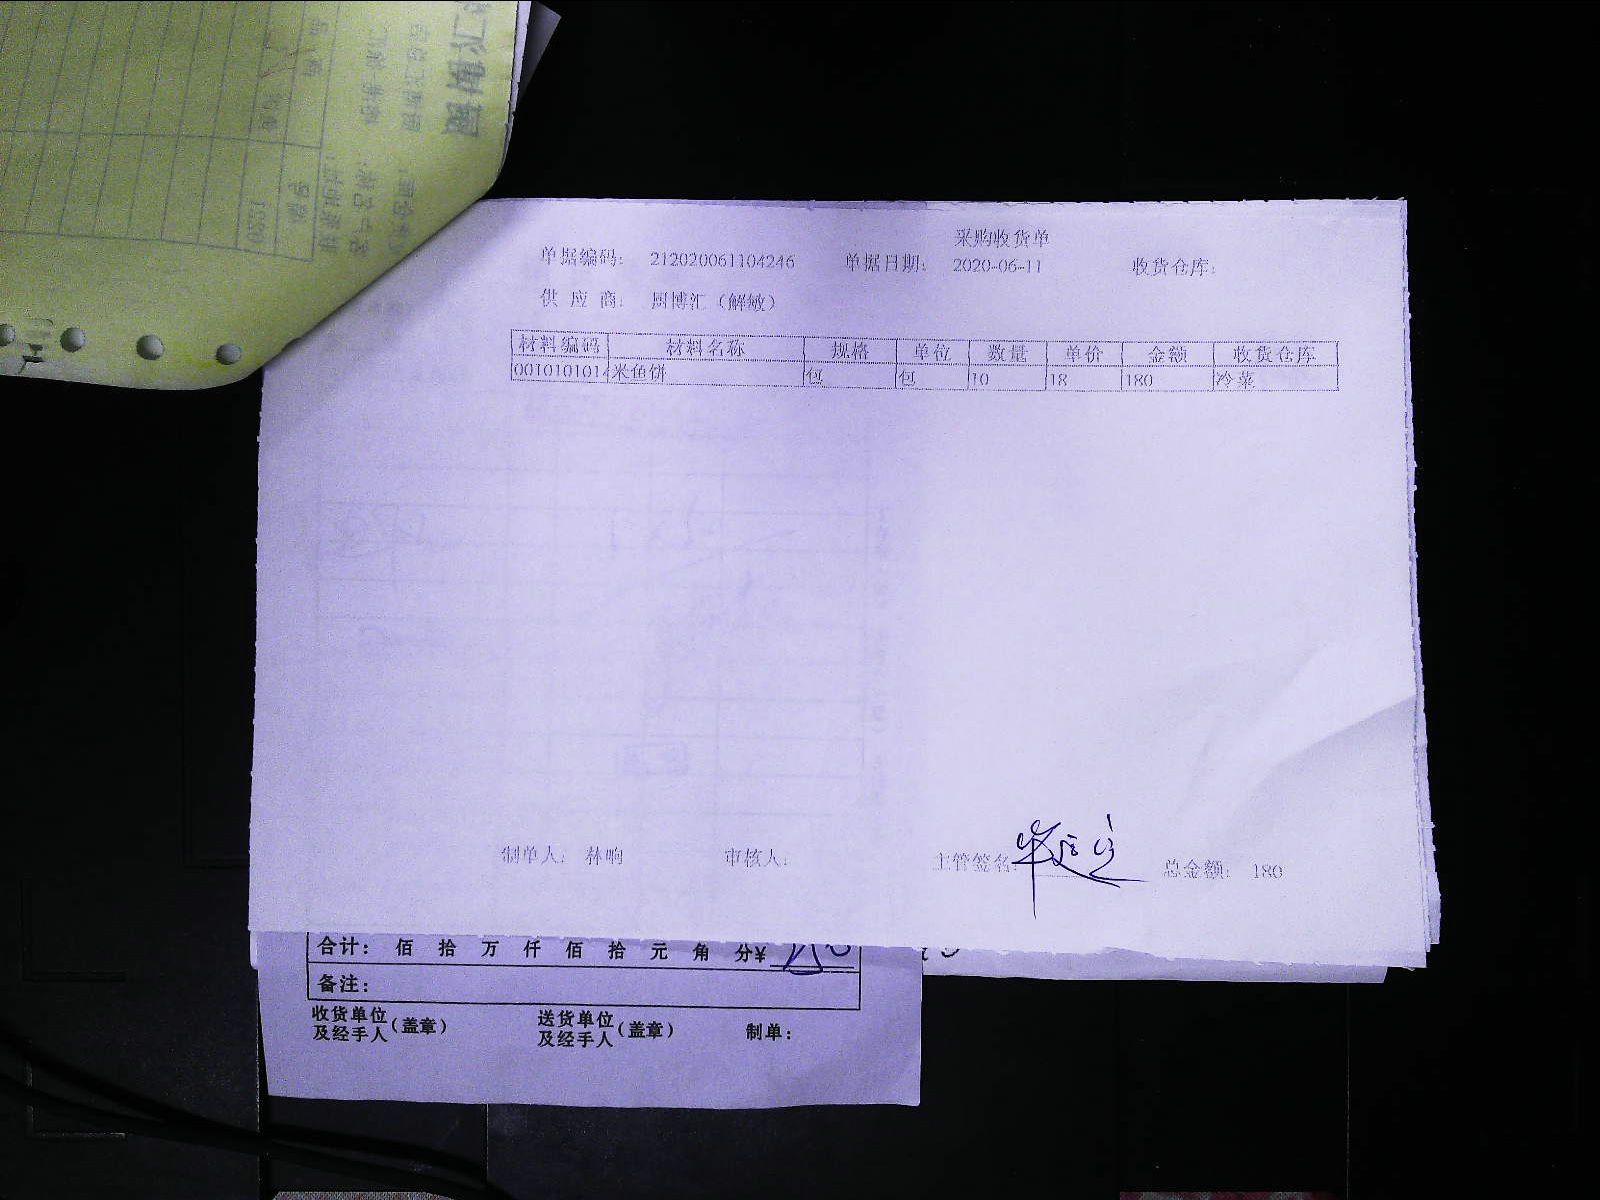 采购收货单
单据编码： 212020061104246 单据日期： 2020-06-11 收货仓库：
供 应 商： 厨博汇（解敏）
材料编码 材料名称 规格 单位 数量 单价 金额 收货仓库
0010101014 米鱼饼 包 包 10 18 180 冷菜
制单人： 林响 审核人： 主管签名： 总金额： 180
合计： 佰 拾 万 仟 佰 拾 元 角 分¥
备注：
收货单位及经手人（盖章） 送货单位及经手人（盖章） 制单：